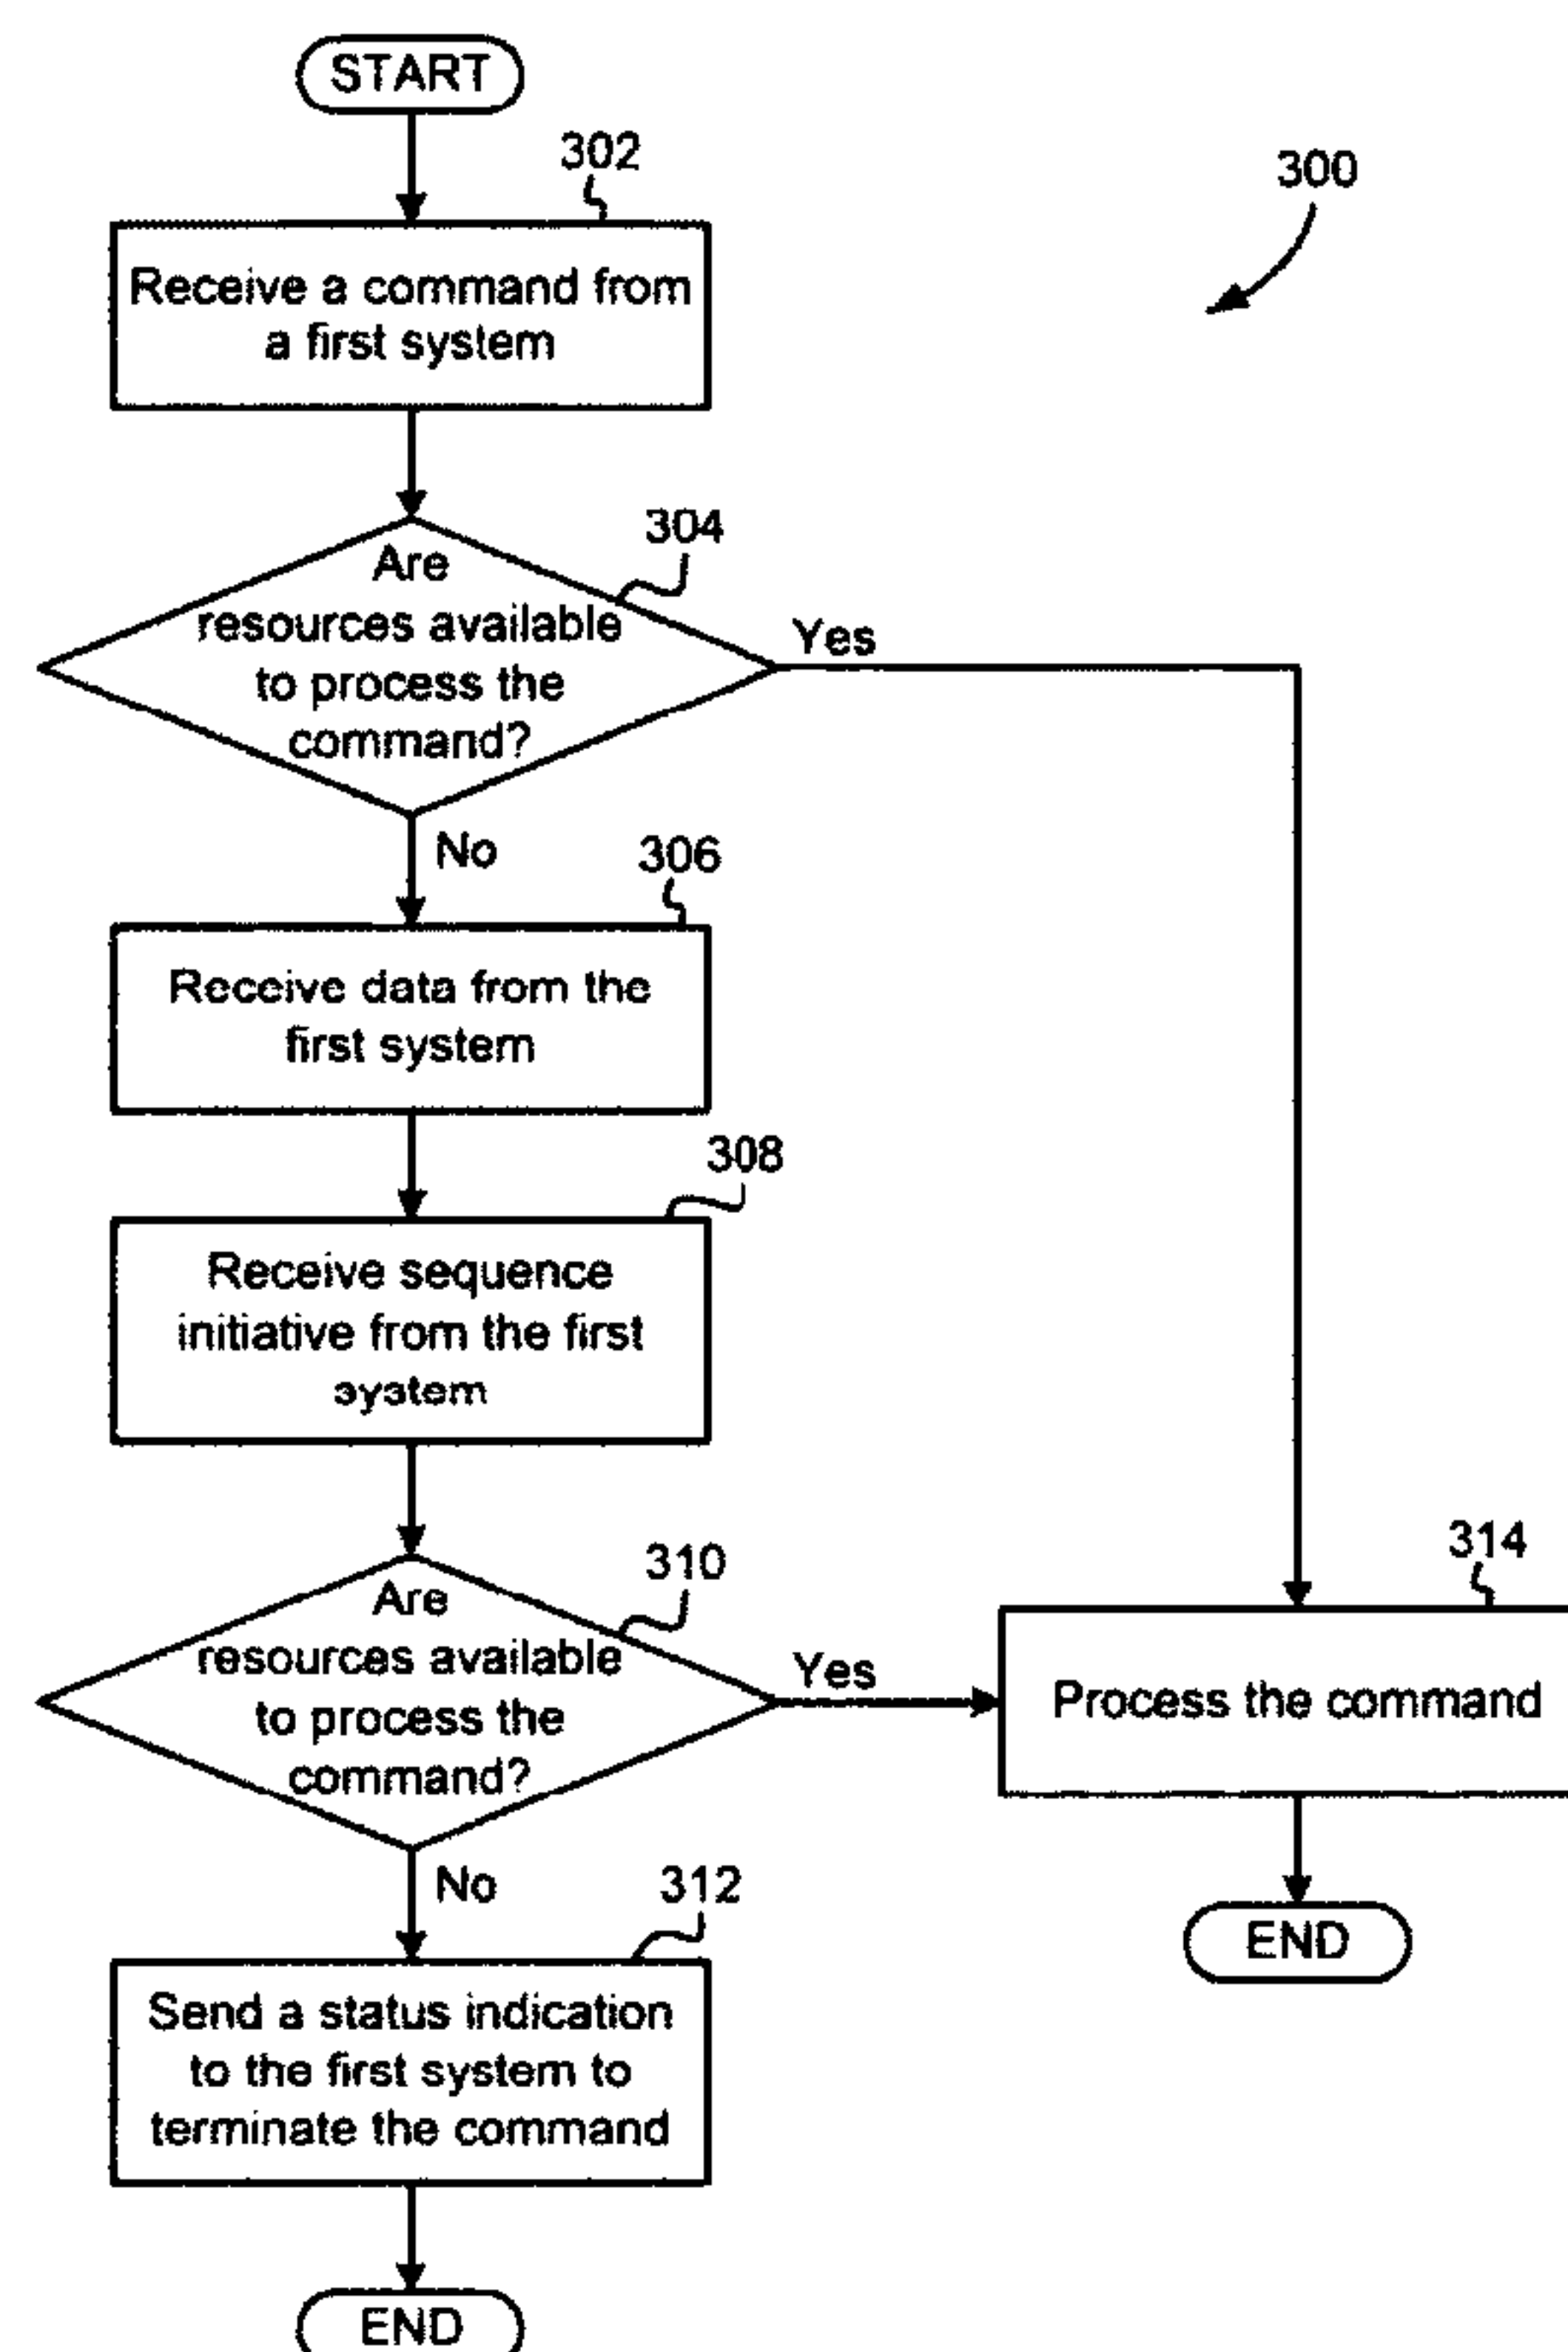 START
302
300
Receive a command from
a first system
304
Are
resources available
to process the
command?
Yes
No
306
Receive data from the
first system
308
Receive sequence
initiative from the first
system
310
Are
resources available
to process the
command?
Yes
314
Process the command
No
312
END
Send a status indication
to the first system to
terminate the command
END